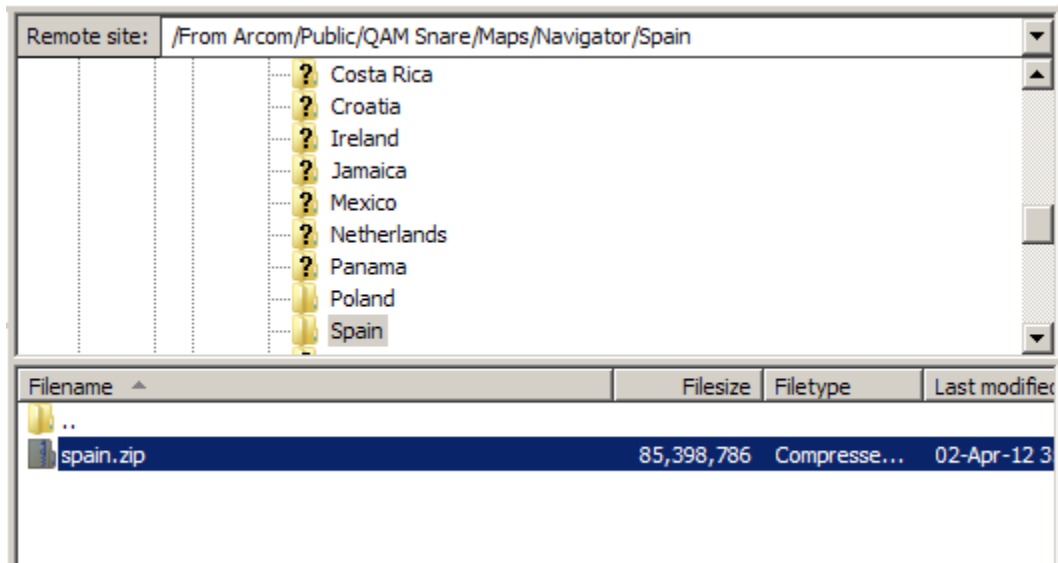 Remote site: /From Arcom/Public/QAM Snare/Maps/Navigator/Spain
? Costa Rica
? Croatia
? Ireland
? Jamaica
? Mexico
? Netherlands
? Panama
Poland
Spain
Filename Filesize Filetype Last modified
..
spain.zip 85,398,786 Compresse... 02-Apr-12 3